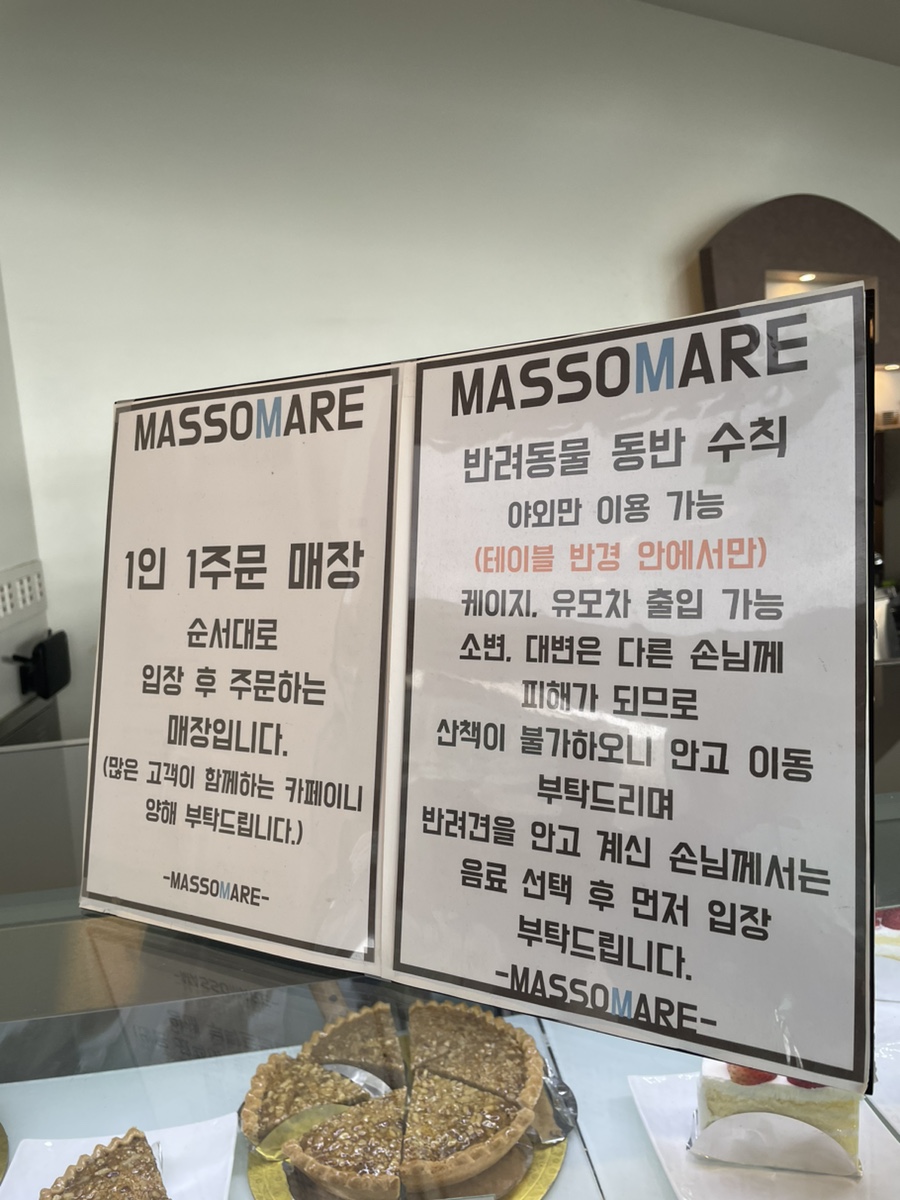 MASSOMARE
1인 1주문 매장
순서대로
입장 후 주문하는
매장입니다.
(많은 고객이 함께하는 카페이니
양해 부탁드립니다.)
-MASSOMARE-
MASSOMARE
반려동물 동반 수칙
야외만 이용 가능
(테이블 반경 안에서만)
케이지, 유모차 출입 가능
소변, 대변은 다른 손님께
피해가 되므로
산책이 불가하오니 안고 이동
부탁드리며
반려견을 안고 계신 손님께서는
음료 선택 후 먼저 입장
부탁드립니다.
-MASSOMARE-